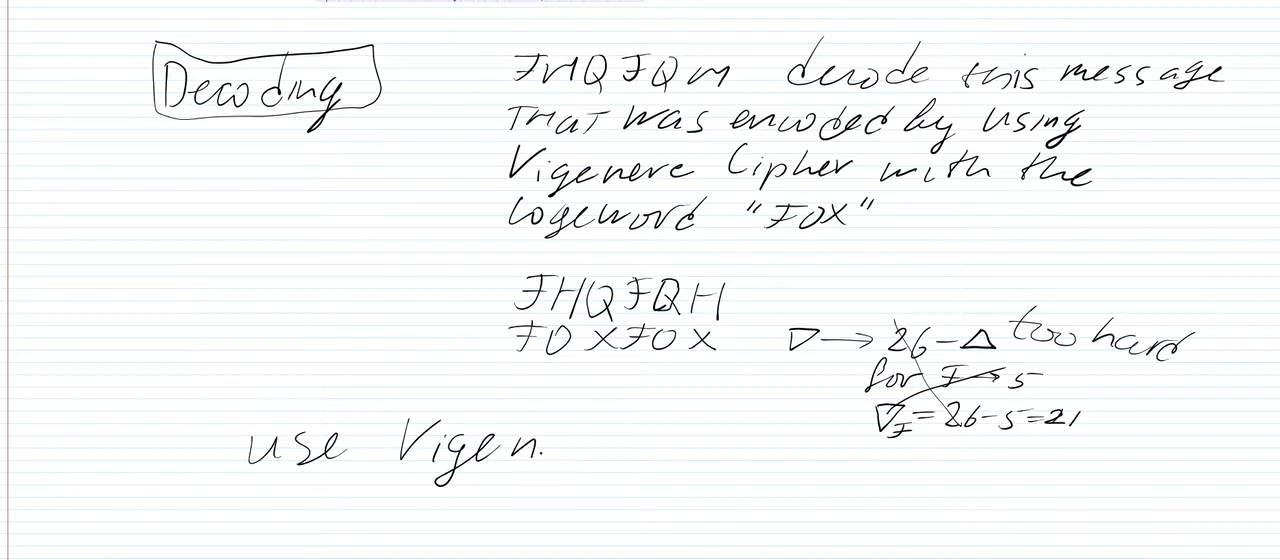 Decoding
FHQFQH decode this message
THAT was encoded by using
Vigenere Cipher with the
codeword "FOX"
FHQFQH
FOXFOX ▽ → 26-△ too hard
for F → 5
▽F = 26-5=21
use Vigen.